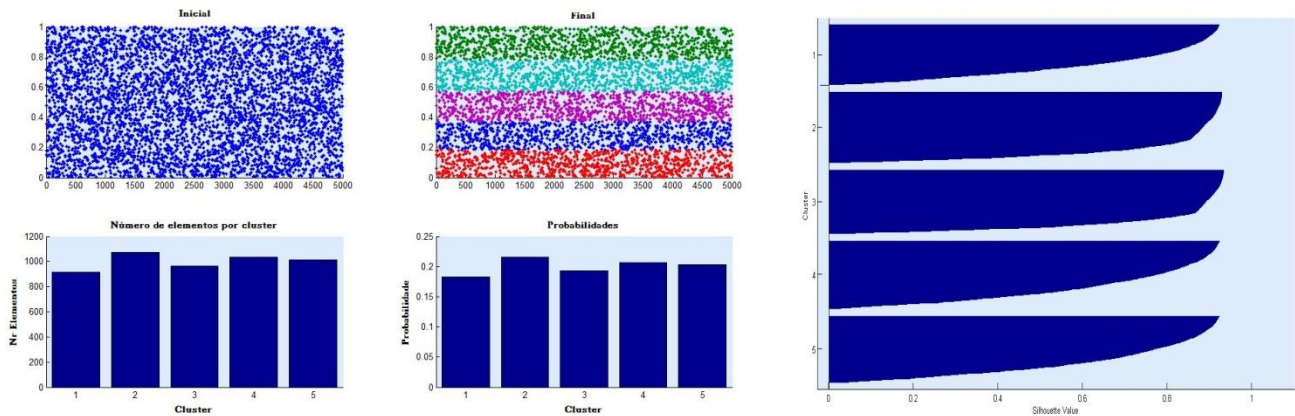 Inicial
1
0.8
0.6
0.4
0.2
0
0 500 1000 1500 2000 2500 3000 3500 4000 4500 5000
Final
1
0.8
0.6
0.4
0.2
0
0 500 1000 1500 2000 2500 3000 3500 4000 4500 5000
Número de elementos por cluster
Nr Elementos
1200
1000
800
600
400
200
0
1 2 3 4 5
Cluster
Probabilidades
Probabilidade
0.25
0.2
0.15
0.1
0.05
0
1 2 3 4 5
Cluster
Cluster
1
2
3
4
5
0 0.2 0.4 0.6 0.8 1
Silhouette Value